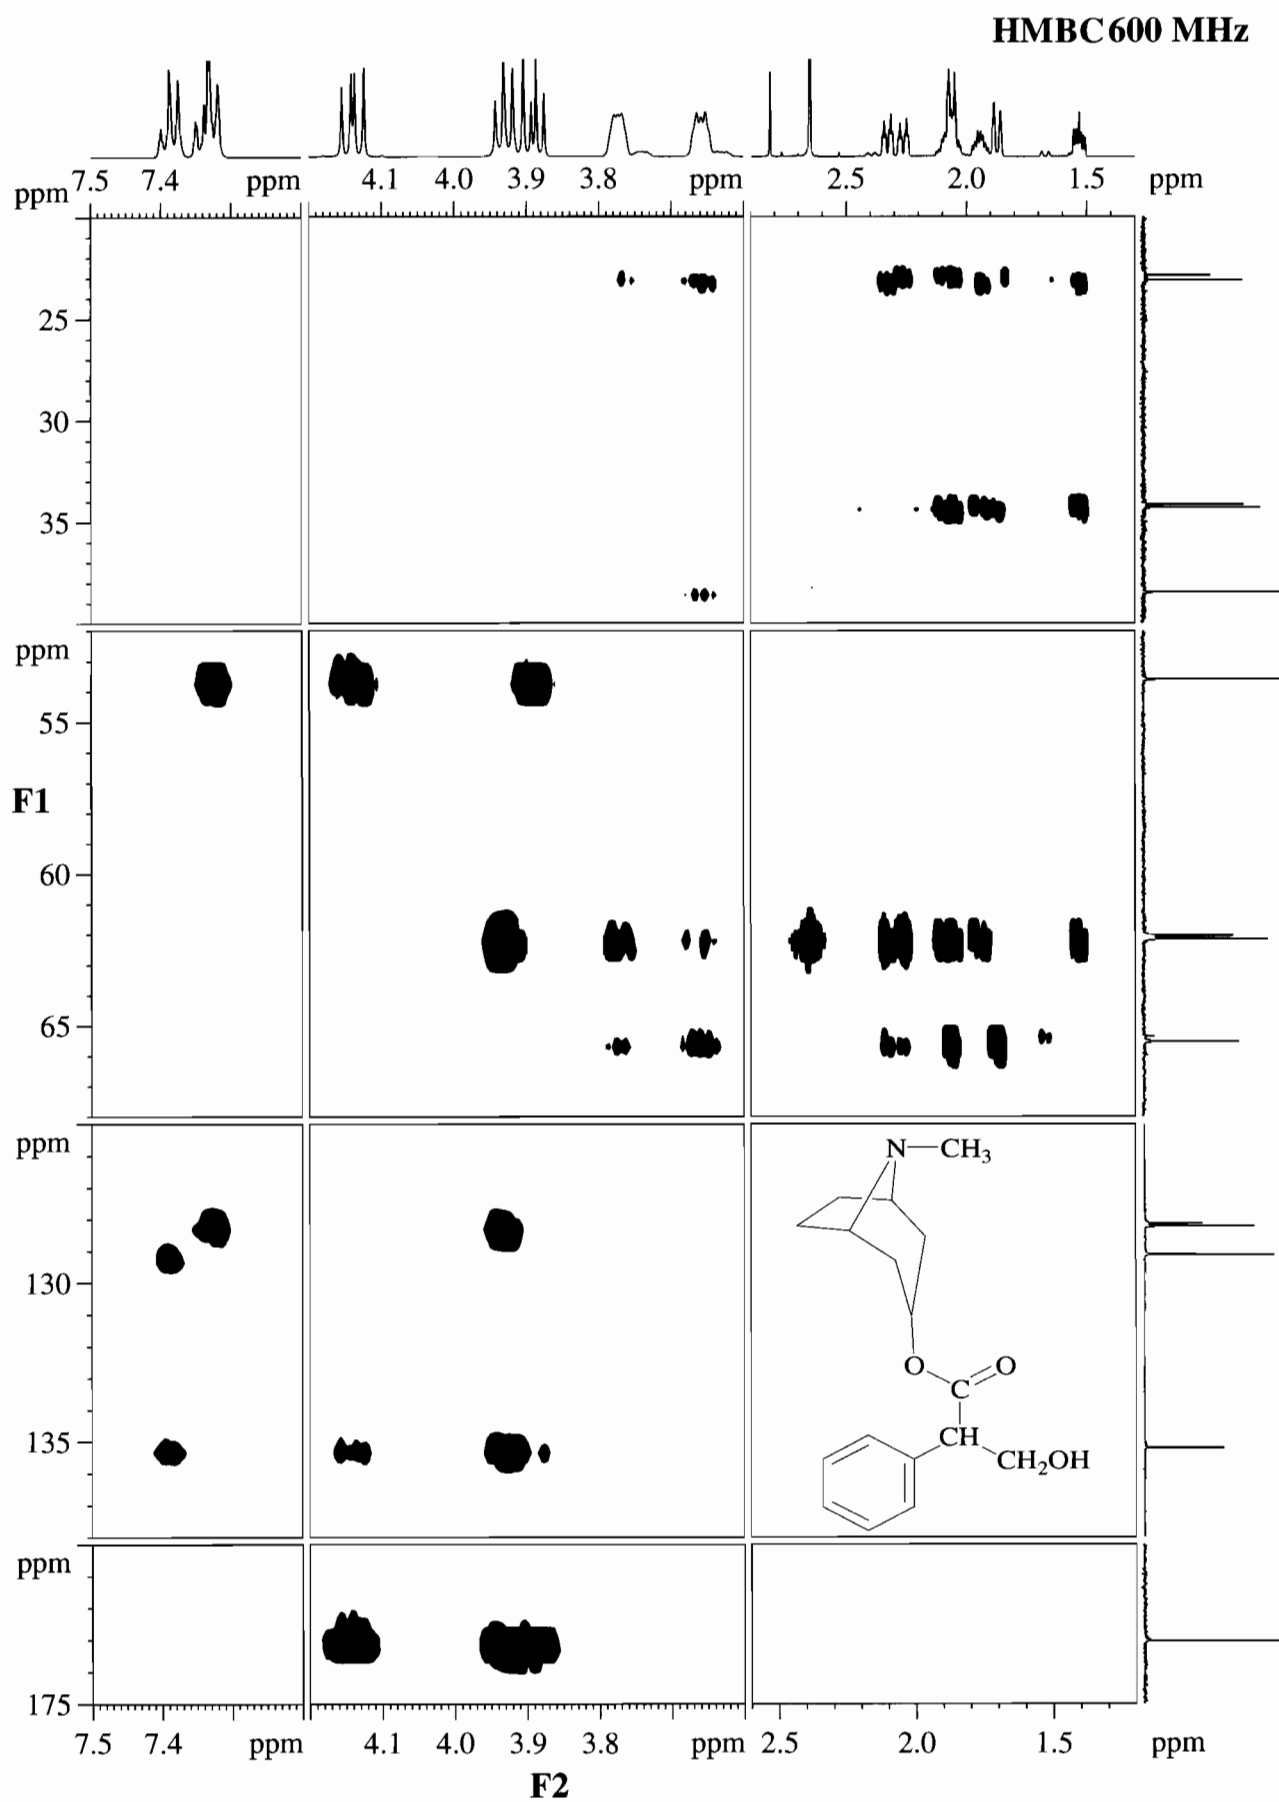 HMBC 600 MHz
ppm 7.5 7.4 ppm 4.1 4.0 3.9 3.8 ppm 2.5 2.0 1.5 ppm
25
30
35
ppm
55
F1
60
65
ppm
N—CH₃
130
O
C
O
135
CH
CH₂OH
ppm
175
7.5 7.4 ppm 4.1 4.0 3.9 3.8 ppm 2.5 2.0 1.5 ppm
F2